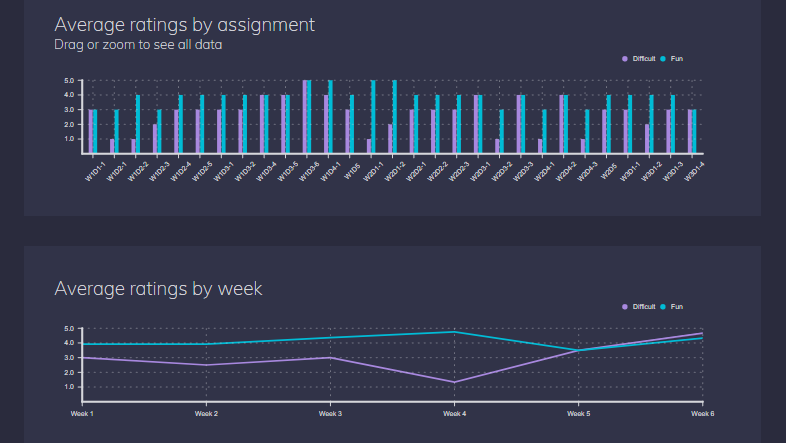 Average ratings by assignment
Drag or zoom to see all data
Difficult Fun
5.0
4.0
3.0
2.0
1.0
W1D1-1 W1D2-1 W1D2-2 W1D2-3 W1D2-4 W1D2-5 W1D3-1 W1D3-2 W1D3-4 W1D3-5 W1D3-6 W1D4-1 W1D5 W2D1-1 W2D1-2 W2D2-1 W2D2-2 W2D2-3 W2D3-1 W2D3-2 W2D3-3 W2D4-1 W2D4-2 W2D4-3 W2D5 W3D1-1 W3D1-2 W3D1-3 W3D1-4
Average ratings by week
Difficult Fun
5.0
4.0
3.0
2.0
1.0
Week 1 Week 2 Week 3 Week 4 Week 5 Week 6